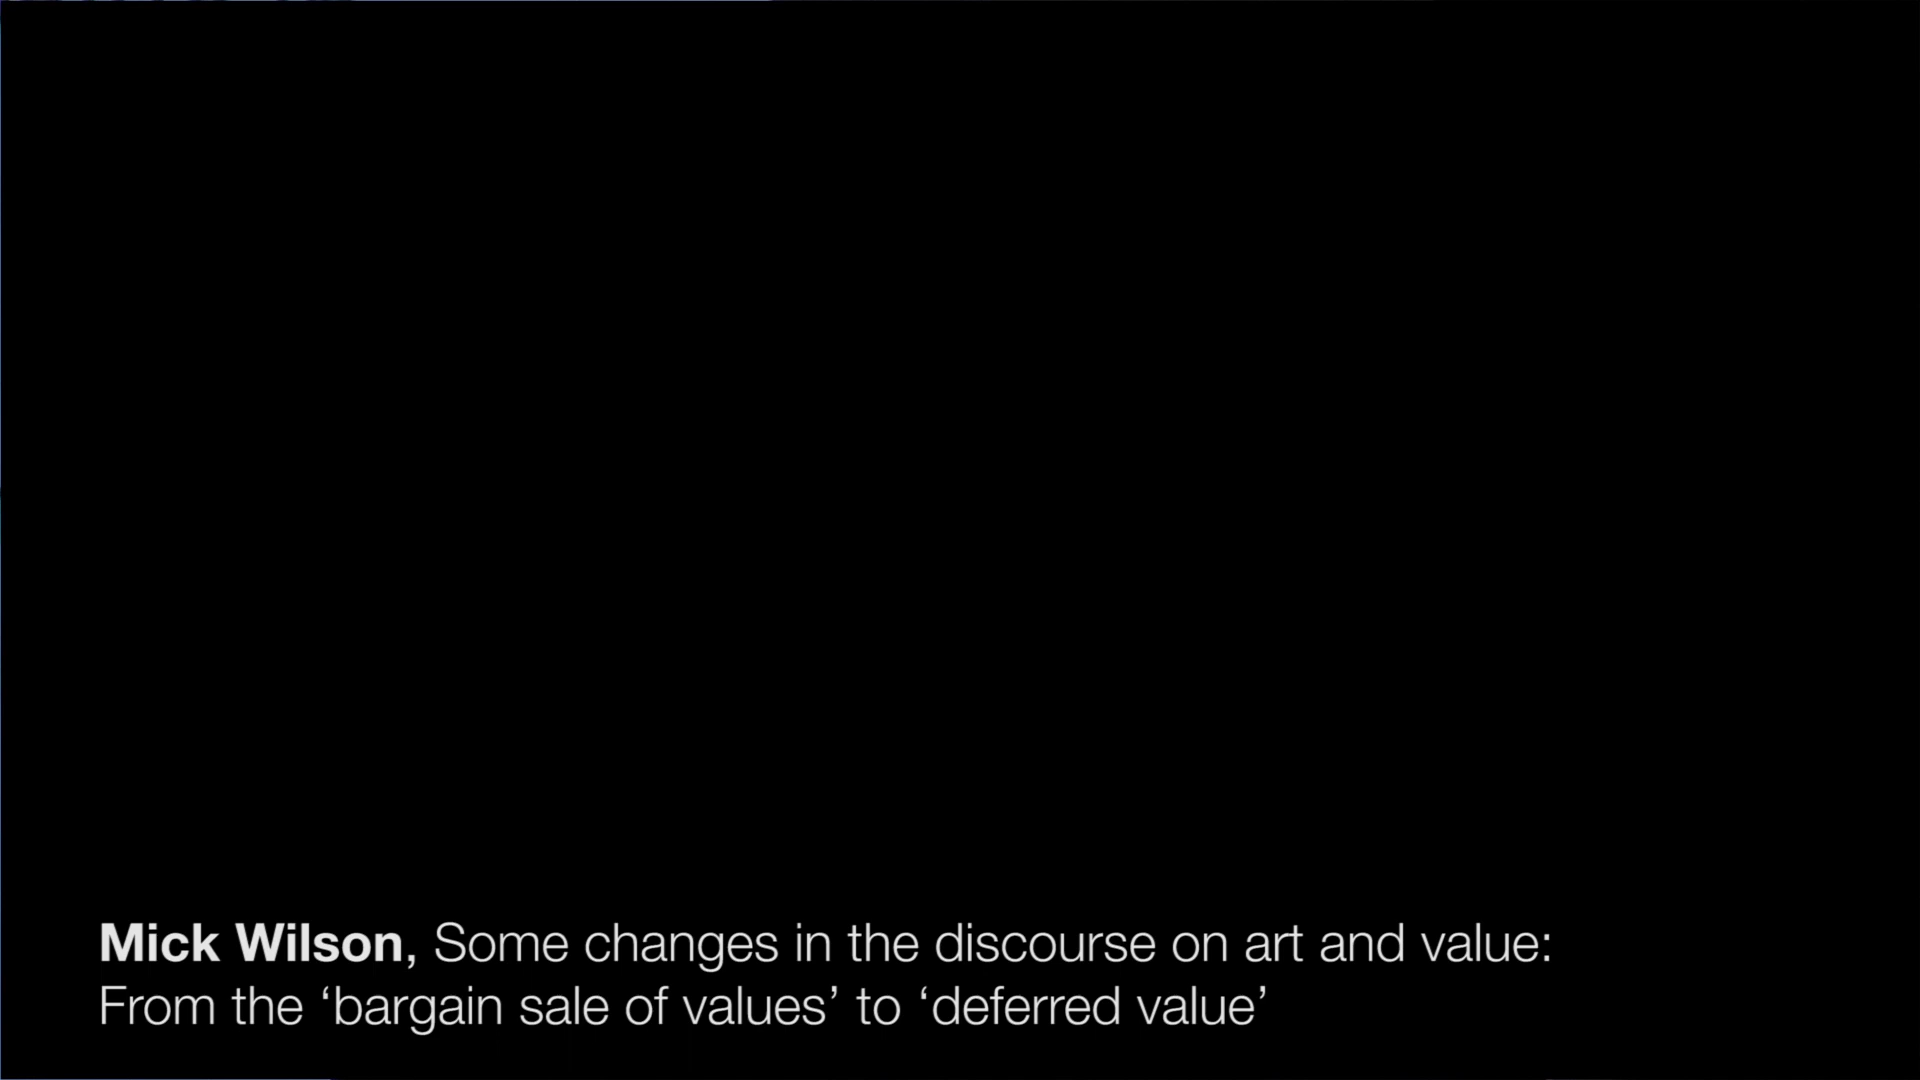 Mick Wilson, Some changes in the discourse on art and value:
From the ‘bargain sale of values’ to ‘deferred value’